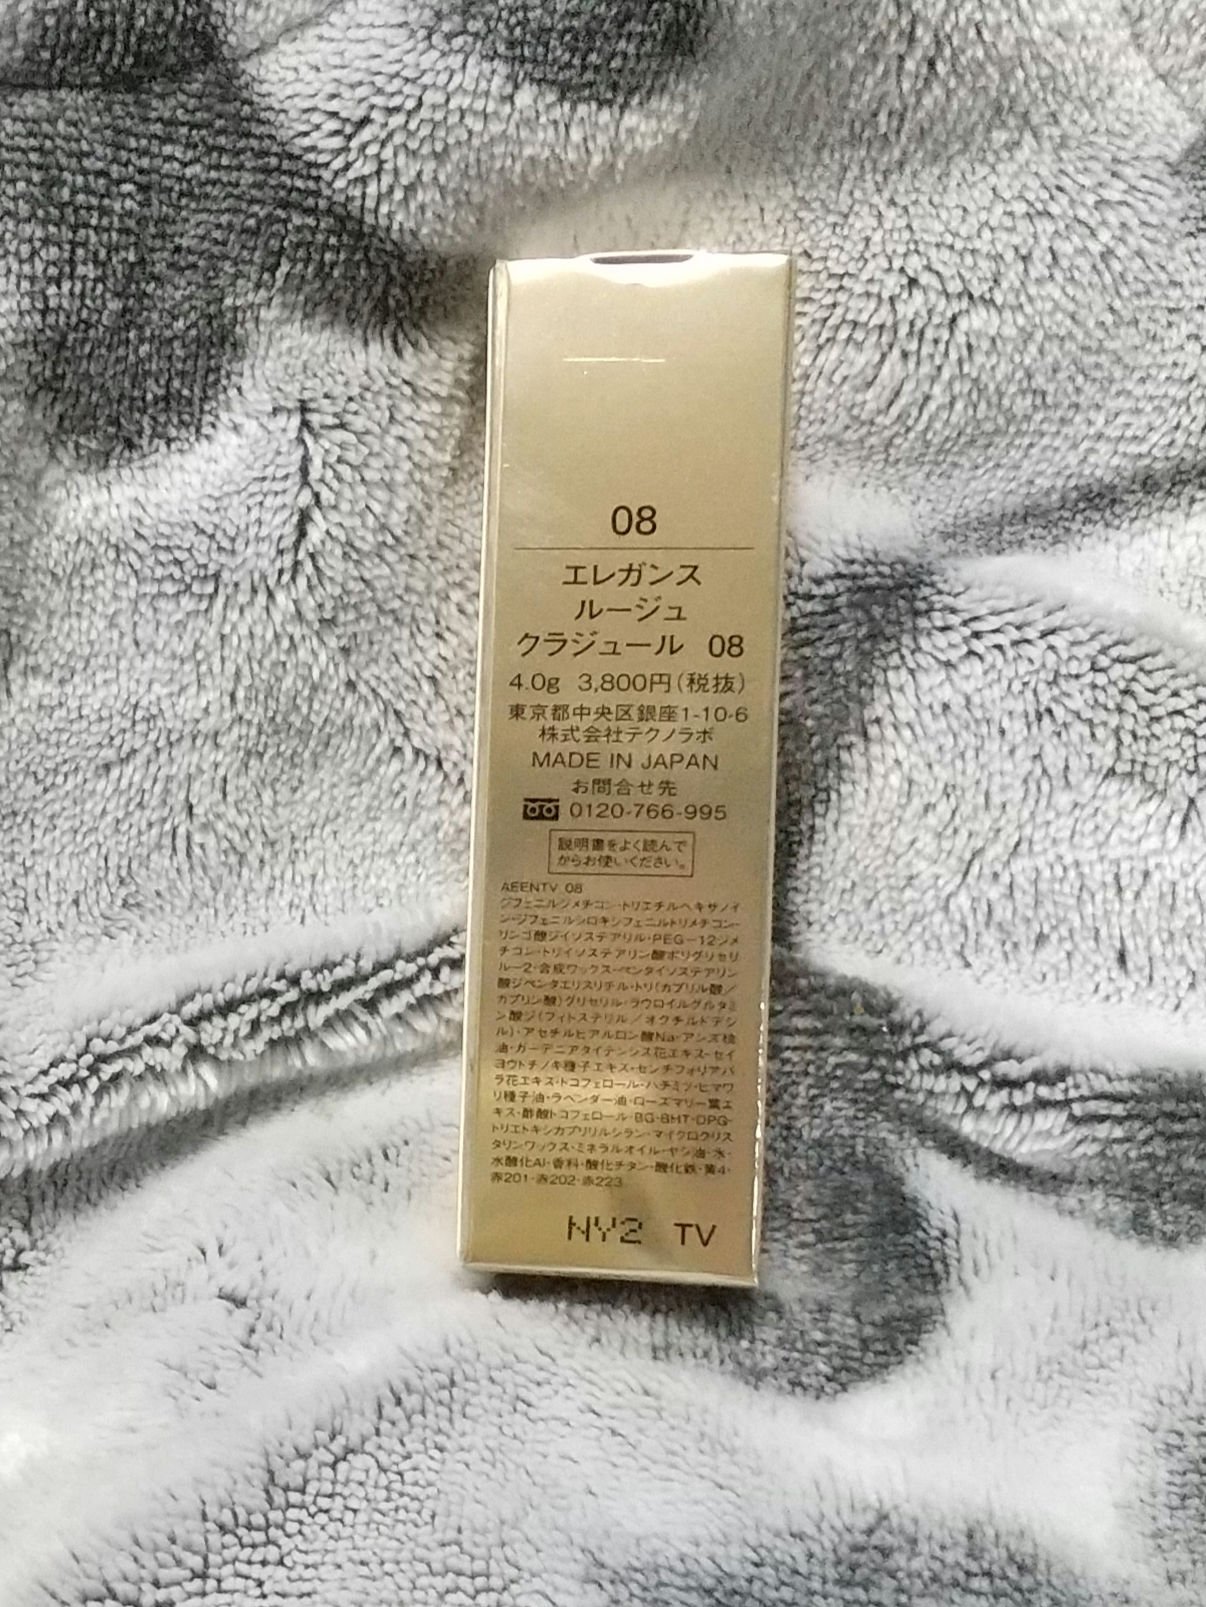 08
エレガンス
ルージュ
クラジュール 08
4.0g 3,800円(税抜)
東京都中央区銀座1-10-6
株式会社テクノラボ
MADE IN JAPAN
お問合せ先
0120-766-995
説明書をよく読んで
からお使いください。
AEENTV 08
ジフェニルジメチコン・トリエチルヘキサノイ
ン・ジフェニルシロキシフェニルトリメチコン・
リンゴ酸ジイソステアリル・PEG-12ジメ
チコン・トリイソステアリン酸ポリグリセリ
ル-2・合成ワックス・ペンタイソステアリン
酸ジペンタエリスリチル・トリ(カプリル酸/
カプリン酸)グリセリル・ラウロイルグルタミ
ン酸ジ(フィトステリル/オクチルドデシ
ル)・アセチルヒアルロン酸Na・アンズ核
油・ガーデニアタイテンシス花エキス・セイ
ヨウトチノキ種子エキス・センチフォリアバ
ラ花エキス・トコフェロール・ハチミツ・ヒマワ
リ種子油・ラベンダー油・ローズマリー葉エ
キス・酢酸トコフェロール・BG・BHT・DPG・
トリエトキシカプリリルシラン・マイクロクリス
タリンワックス・ミネラルオイル・ヤシ油・水・
水酸化Al・香料・酸化チタン・酸化鉄・黄4・
赤201・赤202・赤223
NY2 TV